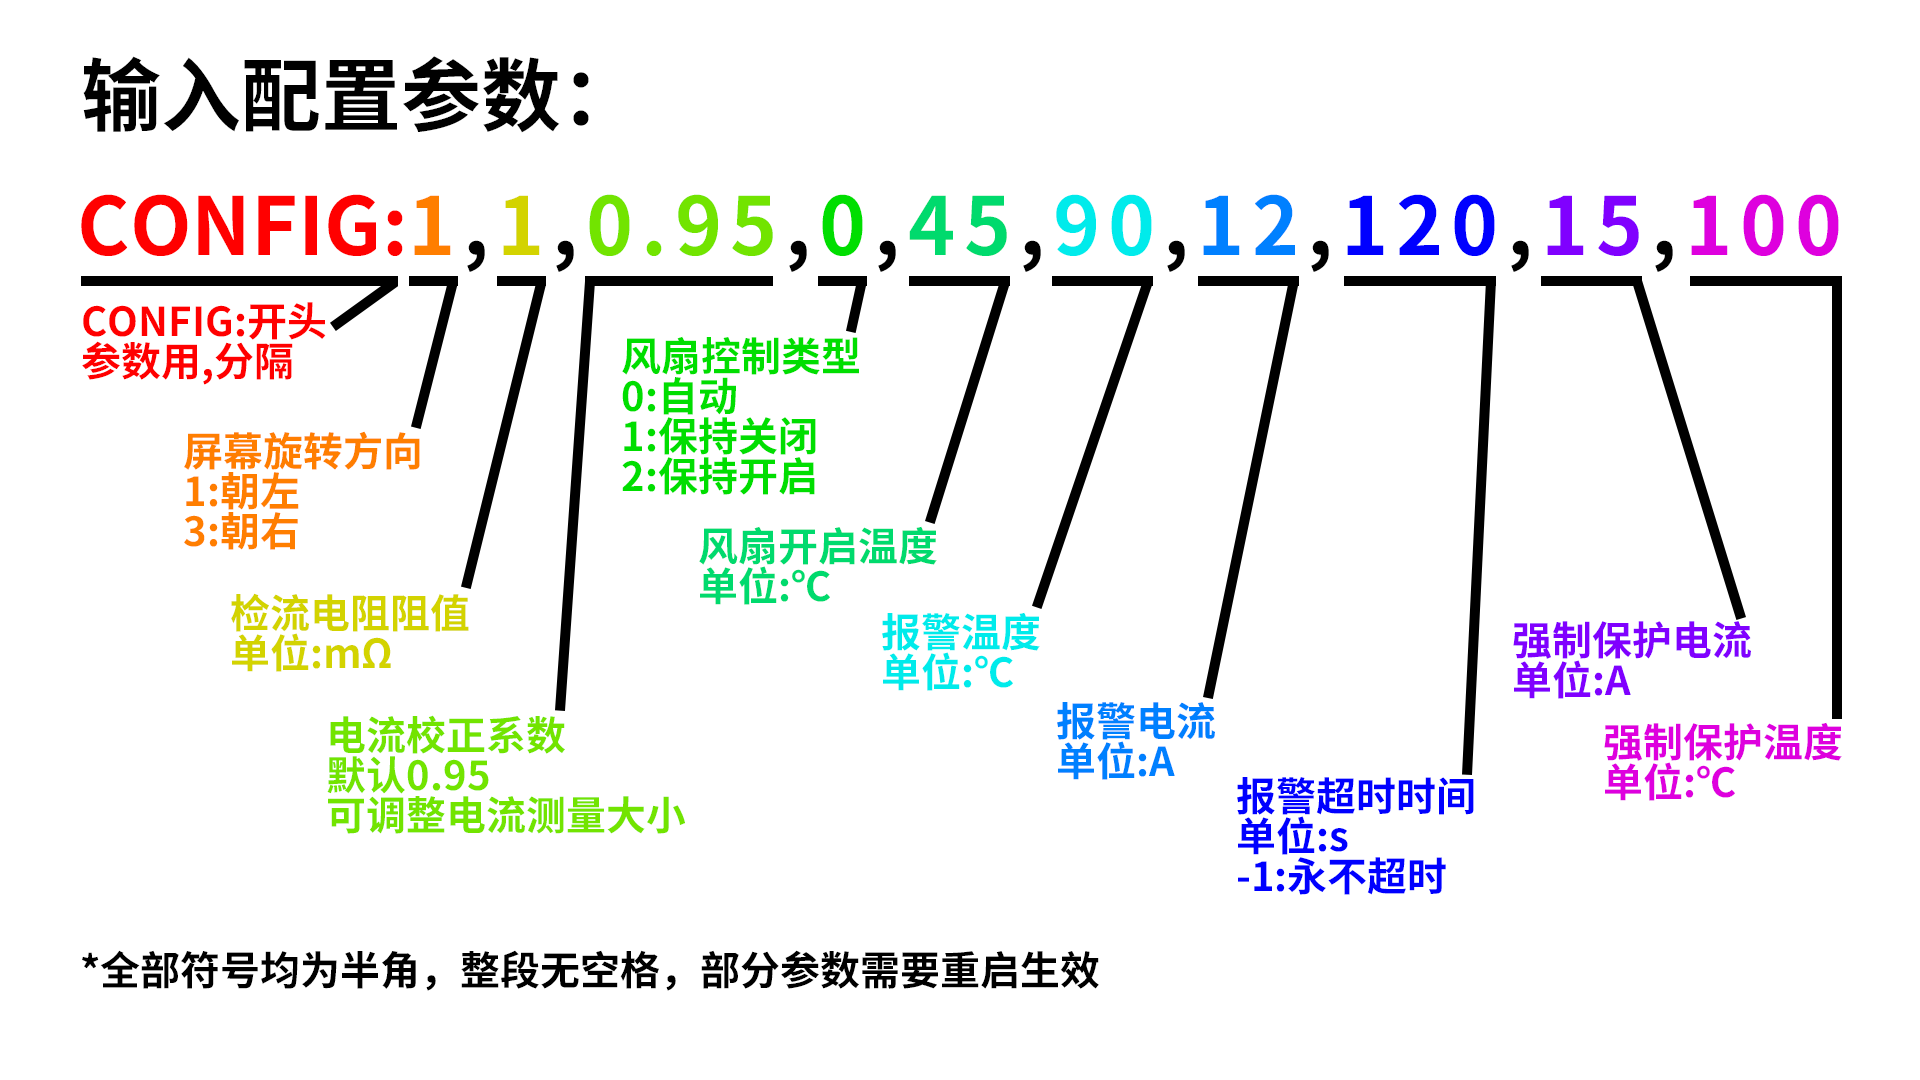 输入配置参数：
CONFIG:1,1,0.95,0,45,90,12,120,15,100
CONFIG:开头
参数用,分隔
屏幕旋转方向
1:朝左
3:朝右
检流电阻阻值
单位:mΩ
电流校正系数
默认0.95
可调整电流测量大小
风扇控制类型
0:自动
1:保持关闭
2:保持开启
风扇开启温度
单位:℃
报警温度
单位:℃
报警电流
单位:A
报警超时时间
单位:s
-1:永不超时
强制保护电流
单位:A
强制保护温度
单位:℃
*全部符号均为半角，整段无空格，部分参数需要重启生效